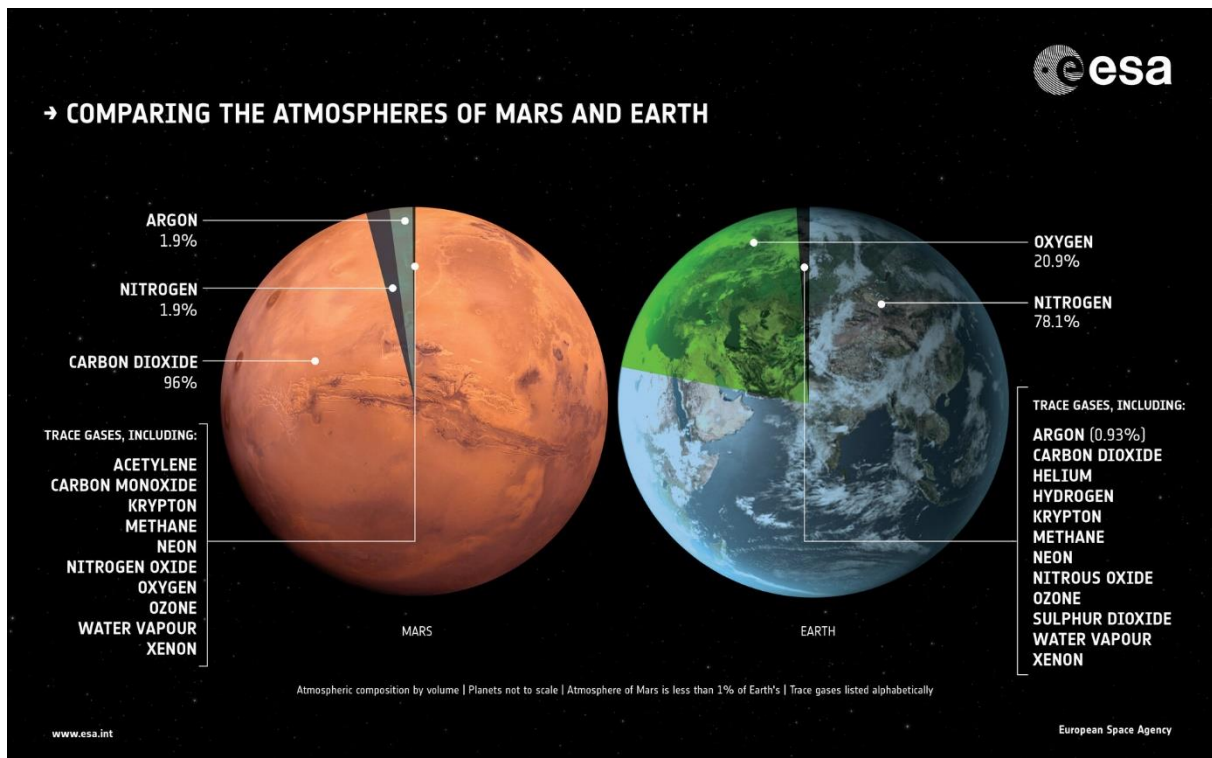 esa
→ COMPARING THE ATMOSPHERES OF MARS AND EARTH
ARGON
1.9%
NITROGEN
1.9%
CARBON DIOXIDE
96%
TRACE GASES, INCLUDING:
ACETYLENE
CARBON MONOXIDE
KRYPTON
METHANE
NEON
NITROGEN OXIDE
OXYGEN
OZONE
WATER VAPOUR
XENON
MARS
OXYGEN
20.9%
NITROGEN
78.1%
TRACE GASES, INCLUDING:
ARGON (0.93%)
CARBON DIOXIDE
HELIUM
HYDROGEN
KRYPTON
METHANE
NEON
NITROUS OXIDE
OZONE
SULPHUR DIOXIDE
WATER VAPOUR
XENON
EARTH
Atmospheric composition by volume | Planets not to scale | Atmosphere of Mars is less than 1% of Earth's | Trace gases listed alphabetically
www.esa.int
European Space Agency